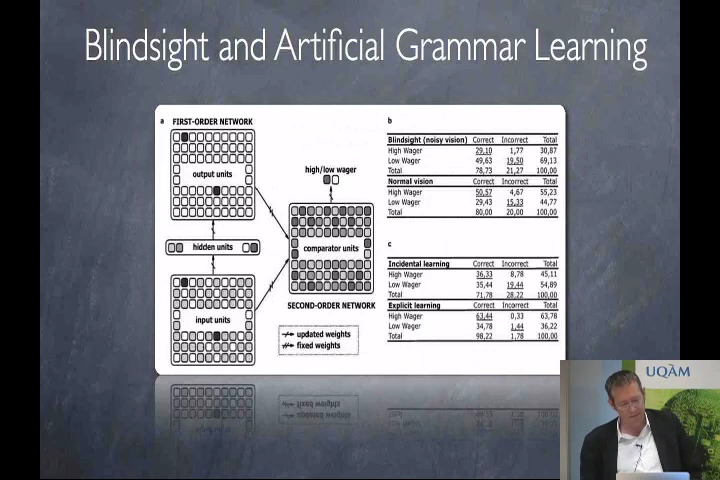 Blindsight and Artificial Grammar Learning
a FIRST-ORDER NETWORK
output units
hidden units
input units
high/low wager
comparator units
SECOND-ORDER NETWORK
updated weights
fixed weights
b
Blindsight (noisy vision) Correct Incorrect Total
High Wager 29,10 1,77 30,87
Low Wager 49,63 19,50 69,13
Total 78,73 21,27 100,00
Normal vision Correct Incorrect Total
High Wager 50,57 4,67 55,23
Low Wager 29,43 15,33 44,77
Total 80,00 20,00 100,00
c
Incidental learning Correct Incorrect Total
High Wager 36,33 8,78 45,11
Low Wager 35,44 19,44 54,89
Total 71,78 28,22 100,00
Explicit learning Correct Incorrect Total
High Wager 63,44 0,33 63,78
Low Wager 34,78 1,44 36,22
Total 98,22 1,78 100,00
UQÀM